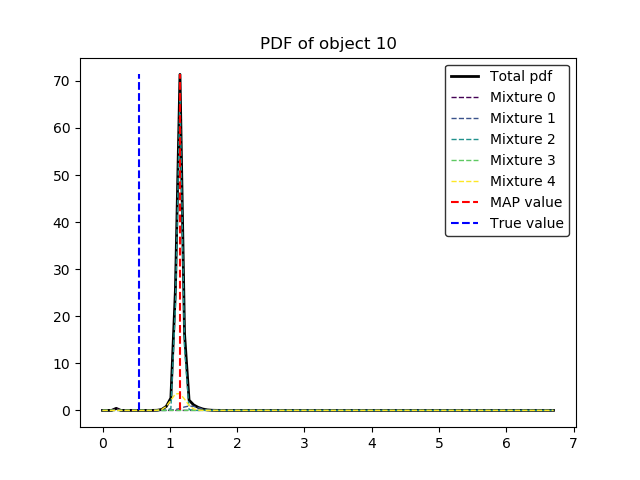 PDF of object 10
Total pdf
Mixture 0
Mixture 1
Mixture 2
Mixture 3
Mixture 4
MAP value
True value
70
60
50
40
30
20
10
0
0 1 2 3 4 5 6 7